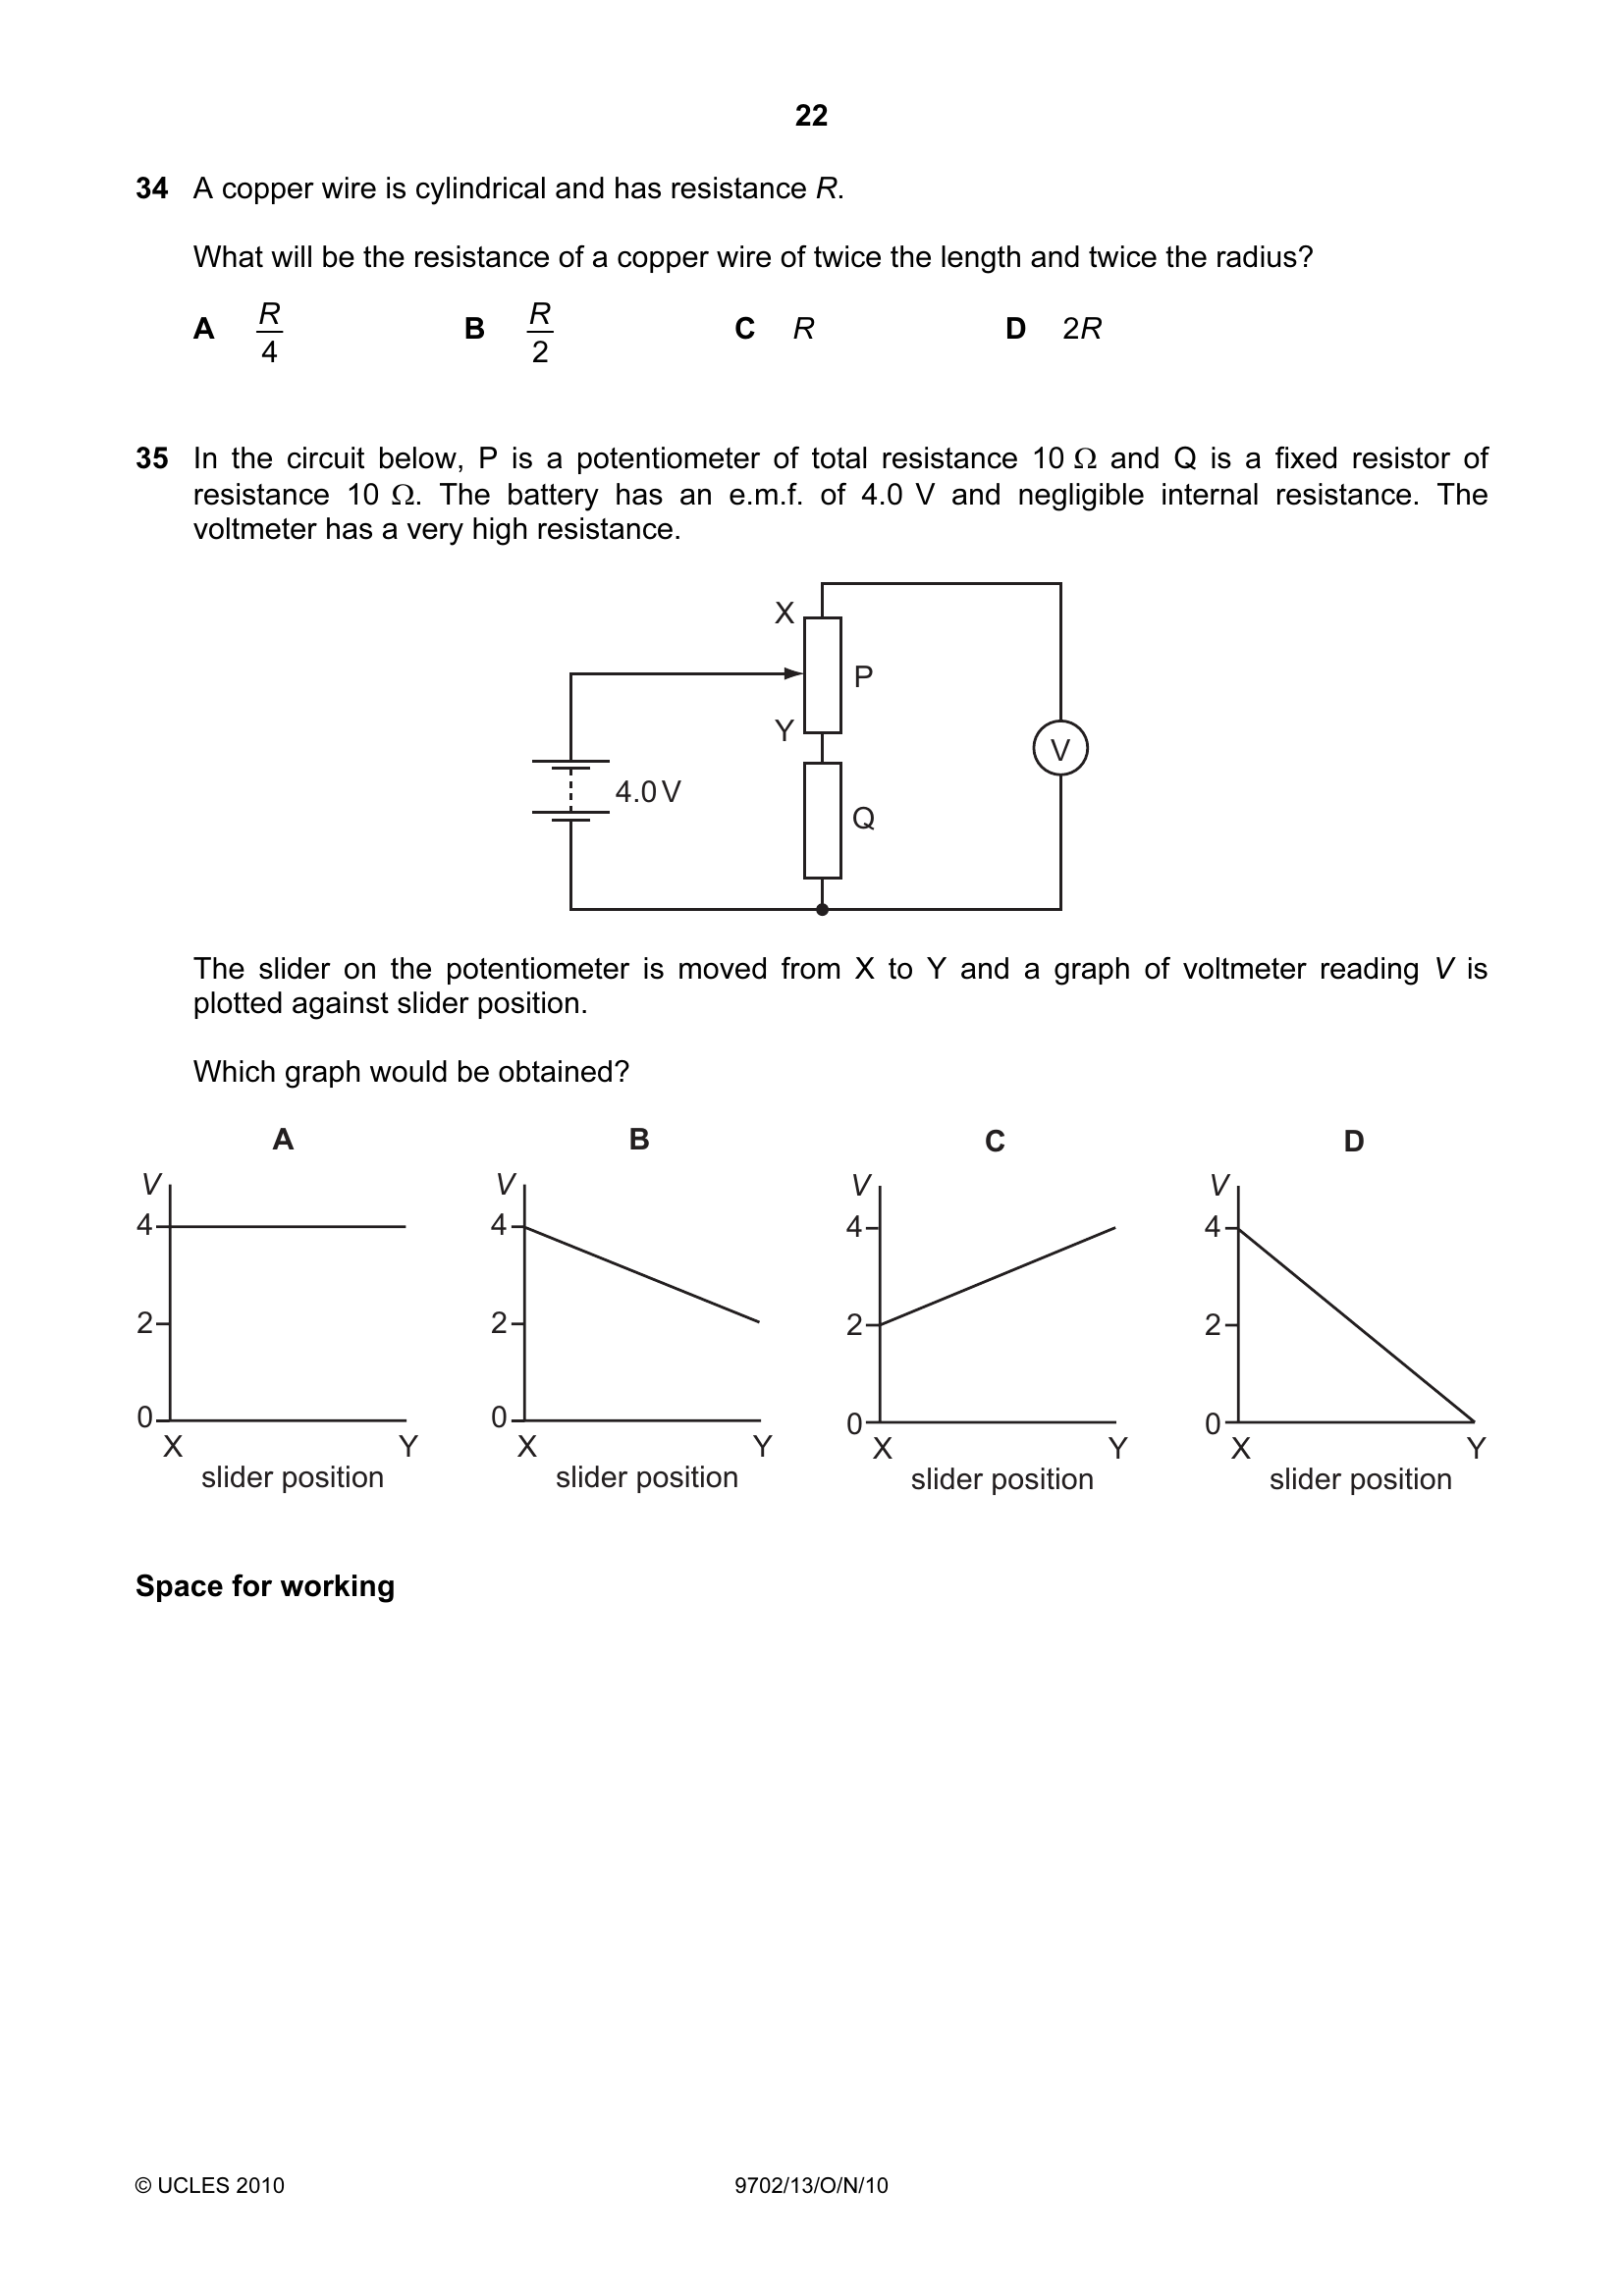 22
34 A copper wire is cylindrical and has resistance R.
What will be the resistance of a copper wire of twice the length and twice the radius?
A R/4 B R/2 C R D 2R
35 In the circuit below, P is a potentiometer of total resistance 10 Ω and Q is a fixed resistor of
resistance 10 Ω. The battery has an e.m.f. of 4.0 V and negligible internal resistance. The
voltmeter has a very high resistance.
X
P
Y
V
4.0 V
Q
The slider on the potentiometer is moved from X to Y and a graph of voltmeter reading V is
plotted against slider position.
Which graph would be obtained?
A B C D
V V V V
4 4 4 4
2 2 2 2
0 0 0 0
X Y X Y X Y X Y
slider position slider position slider position slider position
Space for working
© UCLES 2010 9702/13/O/N/10